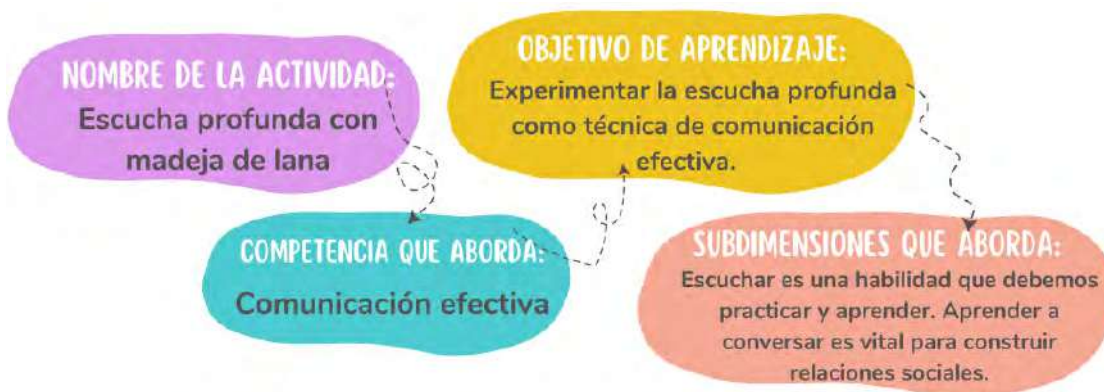 NOMBRE DE LA ACTIVIDAD:
Escucha profunda con
madeja de lana
COMPETENCIA QUE ABORDA:
Comunicación efectiva
OBJETIVO DE APRENDIZAJE:
Experimentar la escucha profunda
como técnica de comunicación
efectiva.
SUBDIMENSIONES QUE ABORDA:
Escuchar es una habilidad que debemos
practicar y aprender. Aprender a
conversar es vital para construir
relaciones sociales.